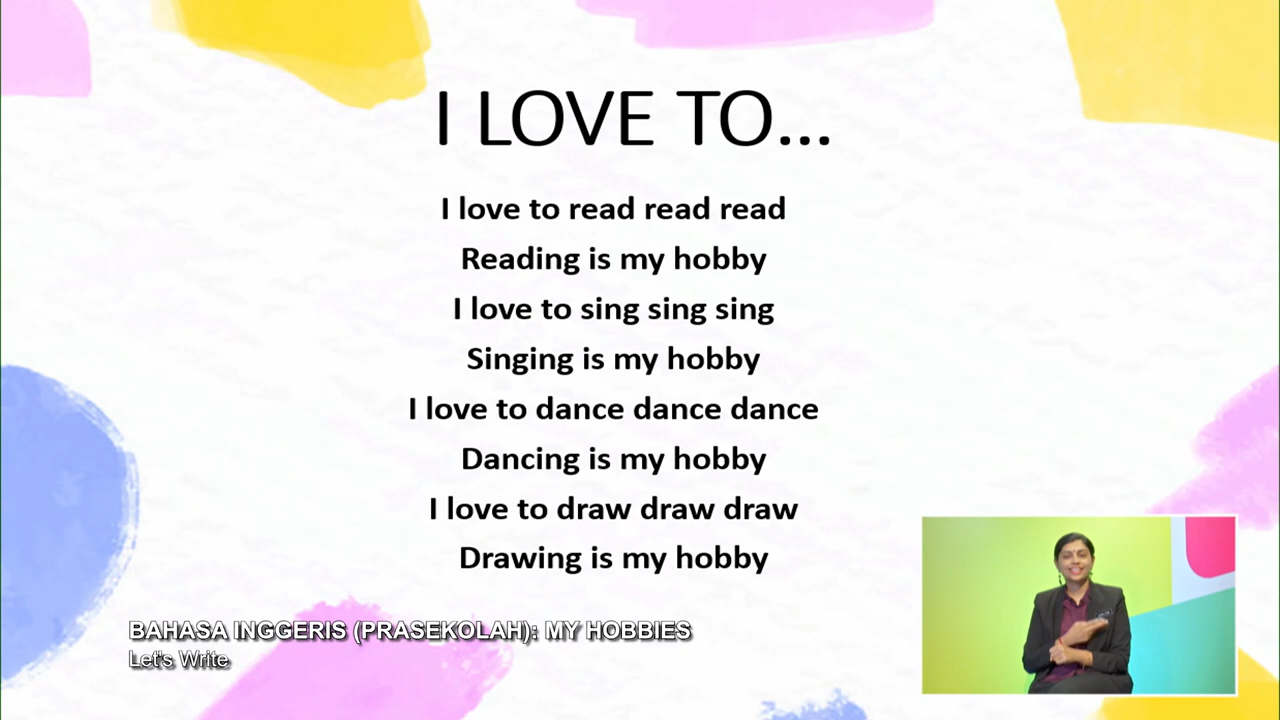 I LOVE TO...
I love to read read read
Reading is my hobby
I love to sing sing sing
Singing is my hobby
I love to dance dance dance
Dancing is my hobby
I love to draw draw draw
Drawing is my hobby
BAHASA INGGERIS (PRASEKOLAH): MY HOBBIES
Let's Write